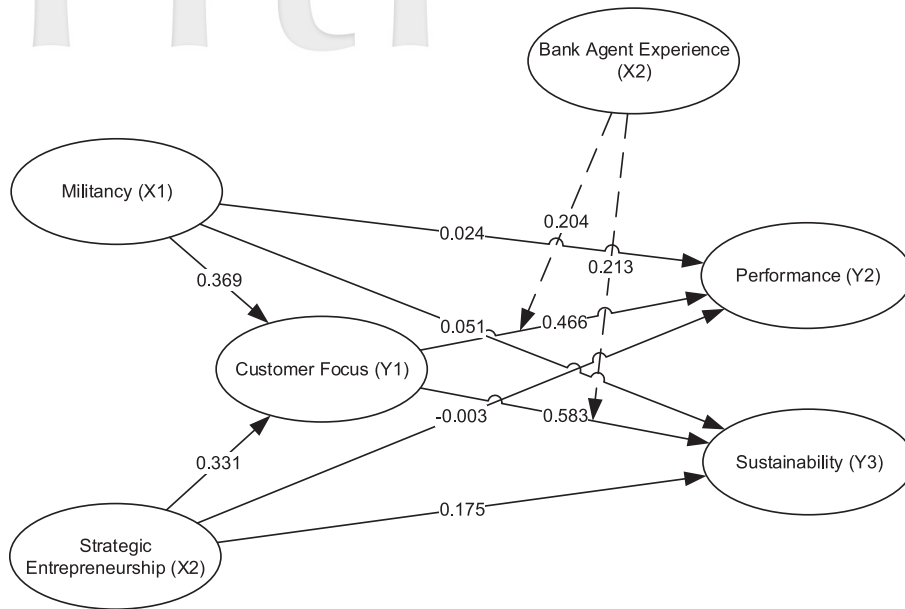 Bank Agent Experience
(X2)
Militancy (X1)
0.204
0.024
0.213
Performance (Y2)
0.369
0.051
0.466
Customer Focus (Y1)
-0.003
0.583
0.331
Sustainability (Y3)
0.175
Strategic
Entrepreneurship (X2)